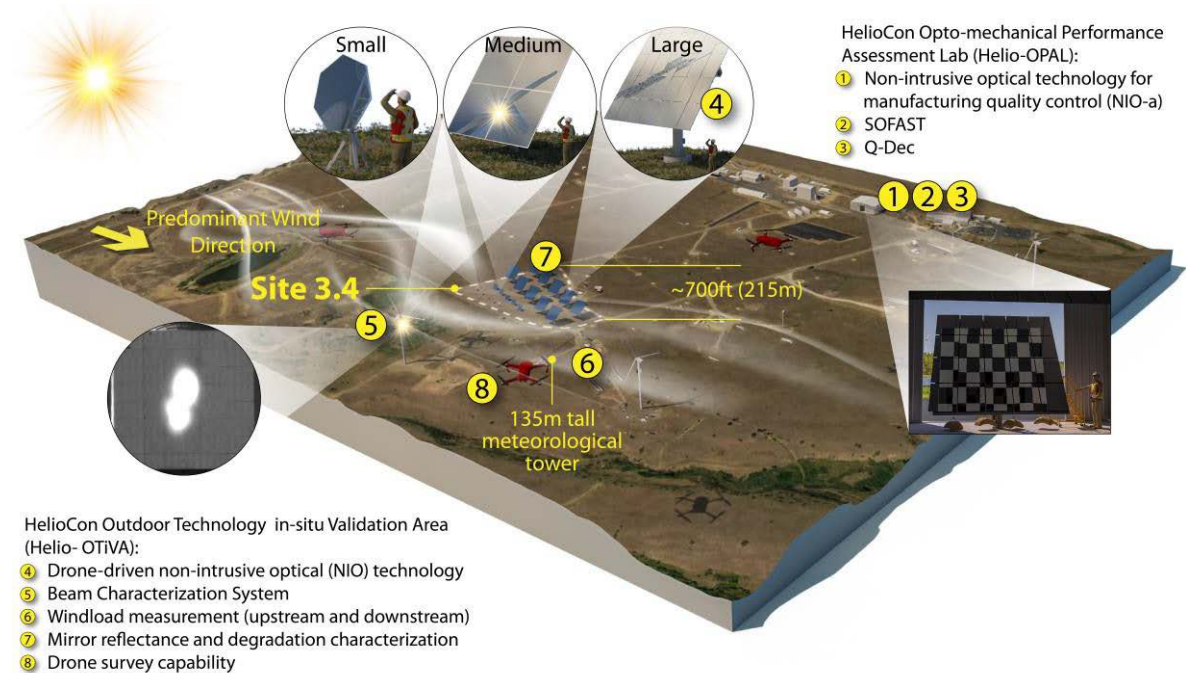 Small
Medium
Large
4
HelioCon Opto-mechanical Performance
Assessment Lab (Helio-OPAL):
1 Non-intrusive optical technology for
manufacturing quality control (NIO-a)
2 SOFAST
3 Q-Dec
1 2 3
Predominant Wind
Direction
7
Site 3.4
~700ft (215m)
5
6
8
135m tall
meteorological
tower
HelioCon Outdoor Technology in-situ Validation Area
(Helio- OTiVA):
4 Drone-driven non-intrusive optical (NIO) technology
5 Beam Characterization System
6 Windload measurement (upstream and downstream)
7 Mirror reflectance and degradation characterization
8 Drone survey capability